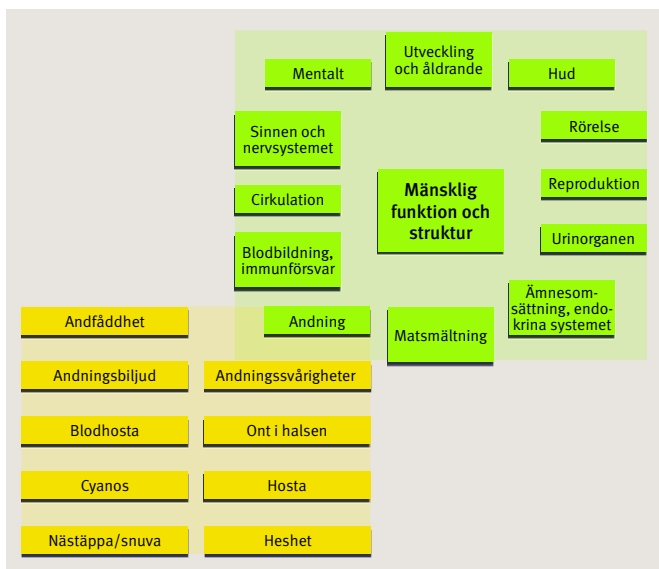 Utveckling
och åldrande
Mentalt
Hud
Sinnen och
nervsystemet
Rörelse
Mänsklig
funktion och
struktur
Cirkulation
Reproduktion
Blodbildning,
immunförsvar
Urinorganen
Ämnesom-
sättning, endo-
krina systemet
Andning
Matsmältning
Andfåddhet
Andningsbiljud
Andningssvårigheter
Blodhosta
Ont i halsen
Cyanos
Hosta
Nästäppa/snuva
Heshet